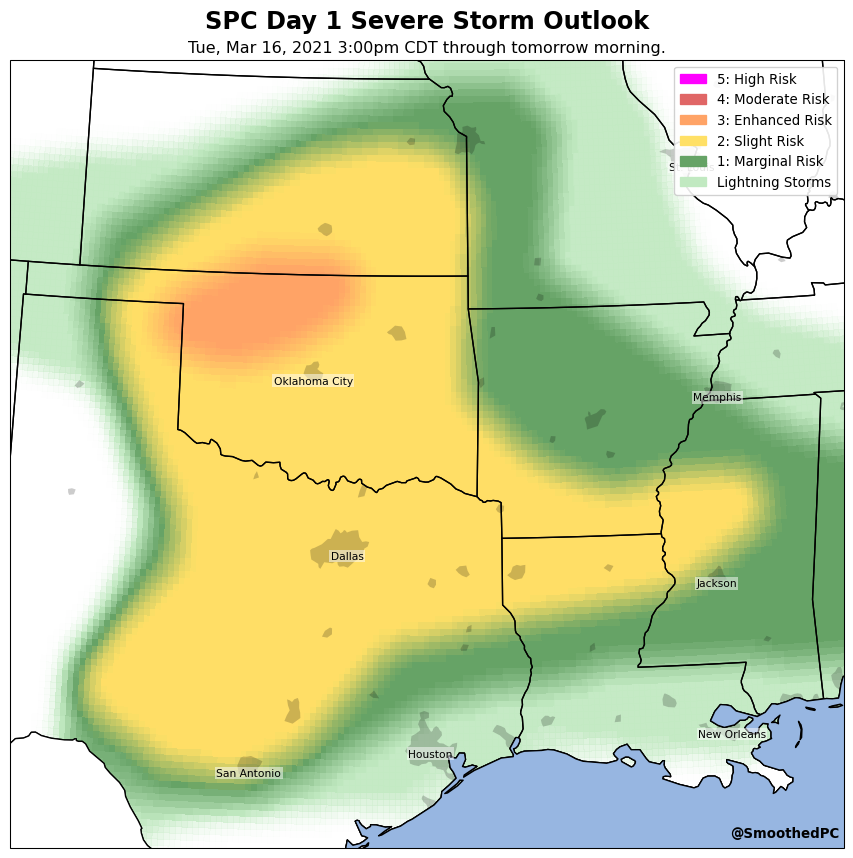 SPC Day 1 Severe Storm Outlook
Tue, Mar 16, 2021 3:00pm CDT through tomorrow morning.
5: High Risk
4: Moderate Risk
3: Enhanced Risk
2: Slight Risk
1: Marginal Risk
Lightning Storms
Oklahoma City
Memphis
Dallas
Jackson
New Orleans
Houston
San Antonio
@SmoothedPC